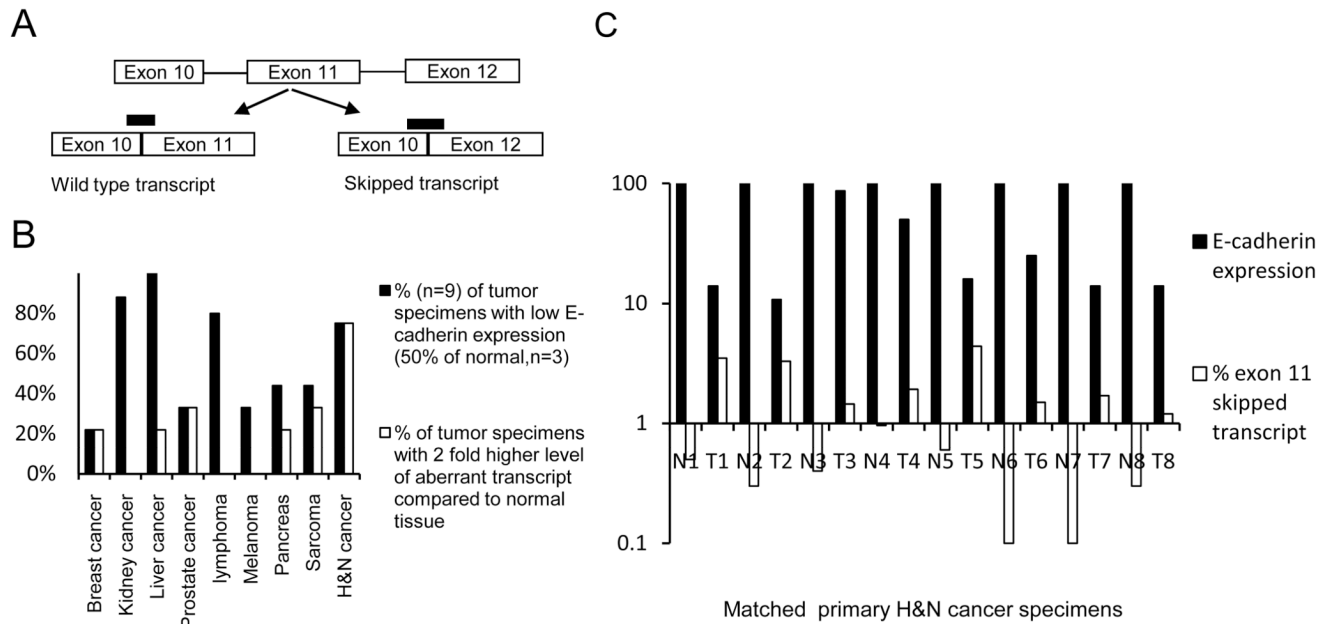 A
Exon 10
Exon 11
Exon 12
Exon 10
Exon 11
Exon 10
Exon 12
Wild type transcript
Skipped transcript
B
80%
60%
40%
20%
0%
Breast cancer
Kidney cancer
Liver cancer
Prostate cancer
lymphoma
Melanoma
Pancreas
Sarcoma
H&N cancer
% (n=9) of tumor
specimens with low E-
cadherin expression
(50% of normal,n=3)
% of tumor specimens
with 2 fold higher level
of aberrant transcript
compared to normal
tissue
C
100
10
1
0.1
N1 T1 N2 T2 N3 T3 N4 T4 N5 T5 N6 T6 N7 T7 N8 T8
E-cadherin
expression
% exon 11
skipped
transcript
Matched primary H&N cancer specimens